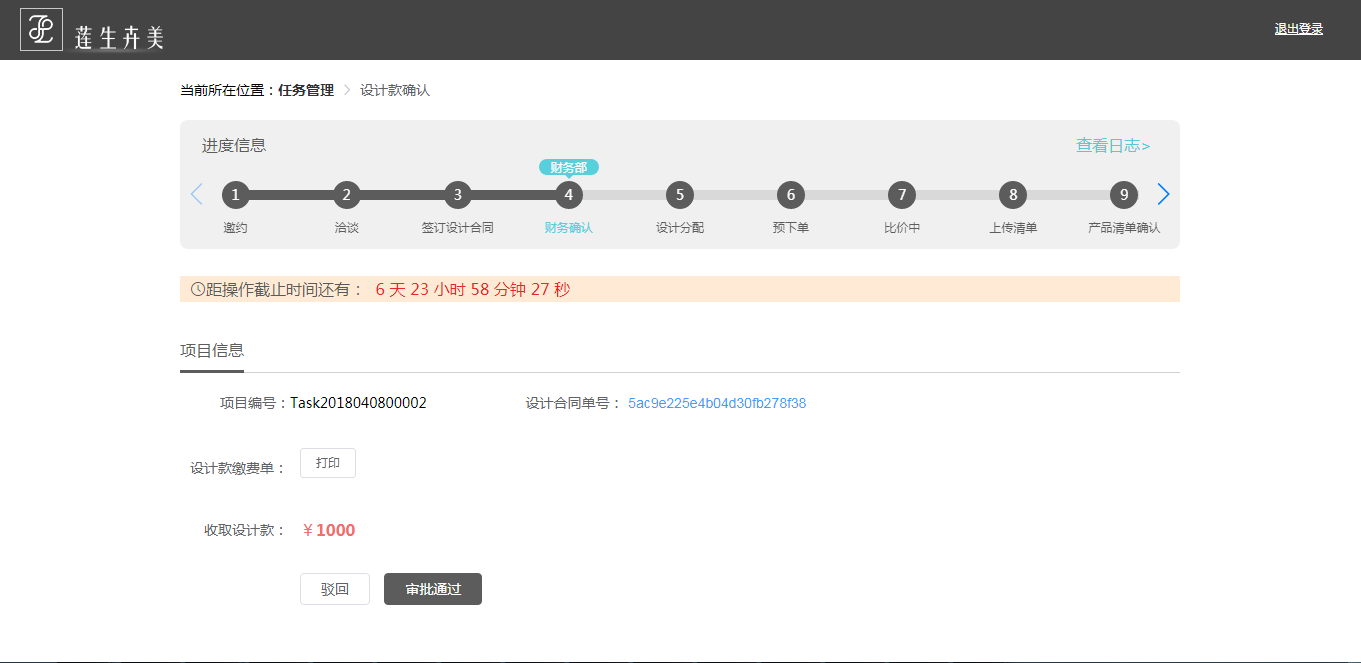 莲生卉美
退出登录
当前所在位置：任务管理 > 设计款确认
进度信息
查看日志>
财务部
1 2 3 4 5 6 7 8 9
邀约 洽谈 签订设计合同 财务确认 设计分配 预下单 比价中 上传清单 产品清单确认
距操作截止时间还有： 6 天 23 小时 58 分钟 27 秒
项目信息
项目编号：Task2018040800002 设计合同单号： 5ac9e225e4b04d30fb278f38
设计款缴费单： 打印
收取设计款： ￥1000
驳回 审批通过